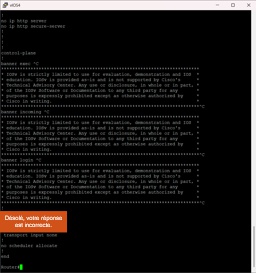 VIOS4
no ip http server
no ip http secure-server
!
!
!
control-plane
!
banner exec ^C
**************************************************************************
* IOSv is strictly limited to use for evaluation, demonstration and IOS  *
* education. IOSv is provided as-is and is not supported by Cisco's      *
* Technical Advisory Center. Any use or disclosure, in whole or in part, *
* of the IOSv Software or Documentation to any third party for any       *
* purposes is expressly prohibited except as otherwise authorized by     *
* Cisco in writing.                                                      *
**************************************************************************^C
banner incoming ^C
**************************************************************************
* IOSv is strictly limited to use for evaluation, demonstration and IOS  *
* education. IOSv is provided as-is and is not supported by Cisco's      *
* Technical Advisory Center. Any use or disclosure, in whole or in part, *
* of the IOSv Software or Documentation to any third party for any       *
* purposes is expressly prohibited except as otherwise authorized by     *
* Cisco in writing.                                                      *
**************************************************************************^C
banner login ^C
**************************************************************************
* IOSv is strictly limited to use for evaluation, demonstration and IOS  *
* education. IOSv is provided as-is and is not supported by Cisco's      *
* Technical Advisory Center. Any use or disclosure, in whole or in part, *
* of the IOSv Software or Documentation to any third party for any       *
* purposes is expressly prohibited except as otherwise authorized by     *
* Cisco in writing.                                                      *
**************************************************************************^C
Désolé, votre réponse
est incorrecte.
transport input none
!
no scheduler allocate
!
end
Router#